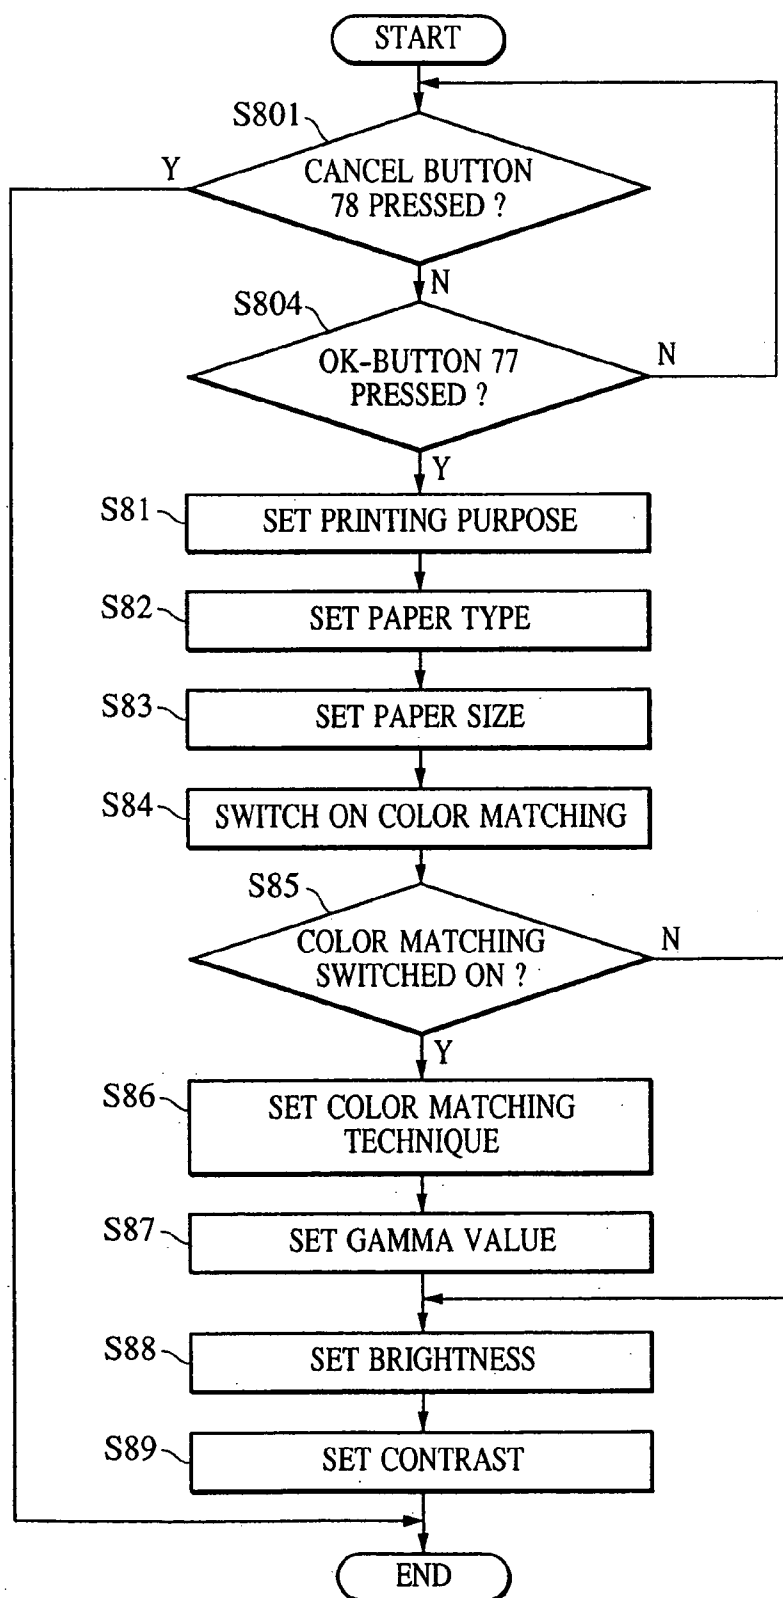 START
S801
Y
CANCEL BUTTON
78 PRESSED ?
N
S804
OK-BUTTON 77
PRESSED ?
N
Y
S81
SET PRINTING PURPOSE
S82
SET PAPER TYPE
S83
SET PAPER SIZE
S84
SWITCH ON COLOR MATCHING
S85
COLOR MATCHING
SWITCHED ON ?
N
Y
S86
SET COLOR MATCHING
TECHNIQUE
S87
SET GAMMA VALUE
S88
SET BRIGHTNESS
S89
SET CONTRAST
END